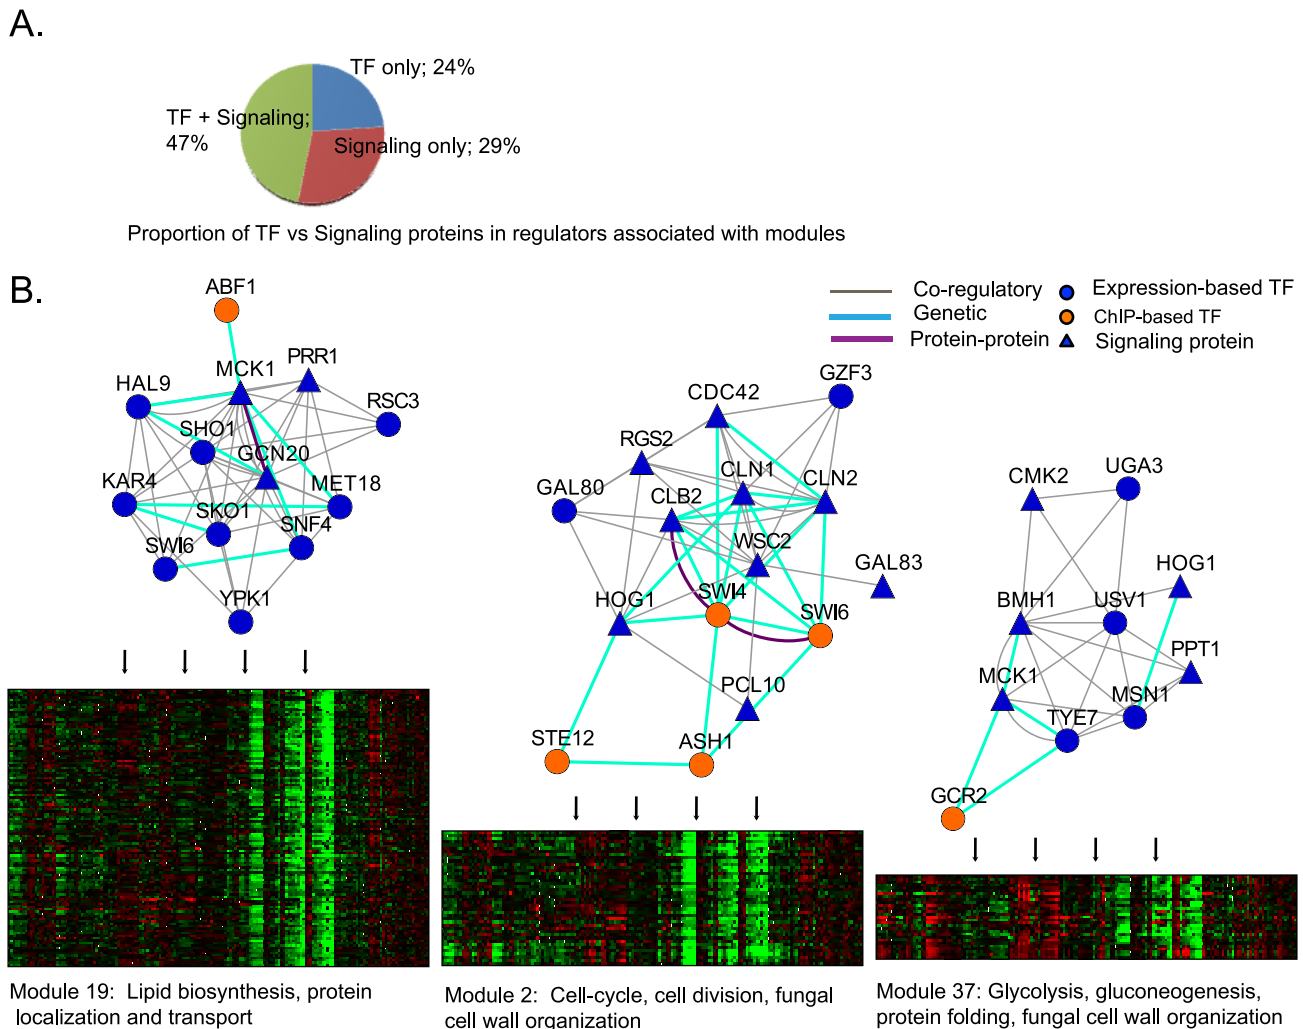 A.
TF only; 24%
TF + Signaling;
47%
Signaling only; 29%
Proportion of TF vs Signaling proteins in regulators associated with modules
B.
ABF1
MCK1
PRR1
HAL9
RSC3
SHO1
GCN20
KAR4
MET18
SKO1
SNF4
SWI6
YPK1
Co-regulatory
Genetic
Protein-protein
Expression-based TF
ChIP-based TF
Signaling protein
GZF3
CDC42
RGS2
CLN1
CLN2
GAL80
CLB2
WSC2
GAL83
SWI4
HOG1
SWI6
PCL10
STE12
ASH1
UGA3
CMK2
HOG1
BMH1
USV1
PPT1
MCK1
MSN1
TYE7
GCR2
Module 19: Lipid biosynthesis, protein
localization and transport
Module 2: Cell-cycle, cell division, fungal
cell wall organization
Module 37: Glycolysis, gluconeogenesis,
protein folding, fungal cell wall organization